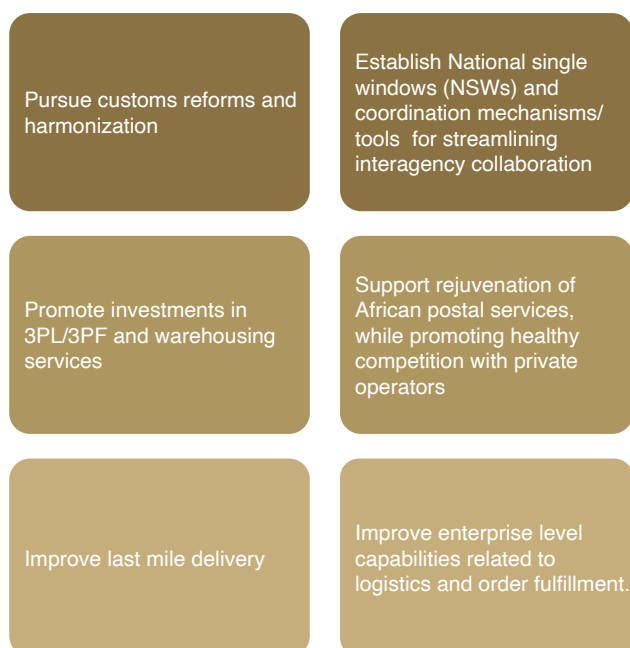 Pursue customs reforms and
harmonization
Establish National single
windows (NSWs) and
coordination mechanisms/
tools for streamlining
interagency collaboration
Promote investments in
3PL/3PF and warehousing
services
Support rejuvenation of
African postal services,
while promoting healthy
competition with private
operators
Improve last mile delivery
Improve enterprise level
capabilities related to
logistics and order fulfillment.